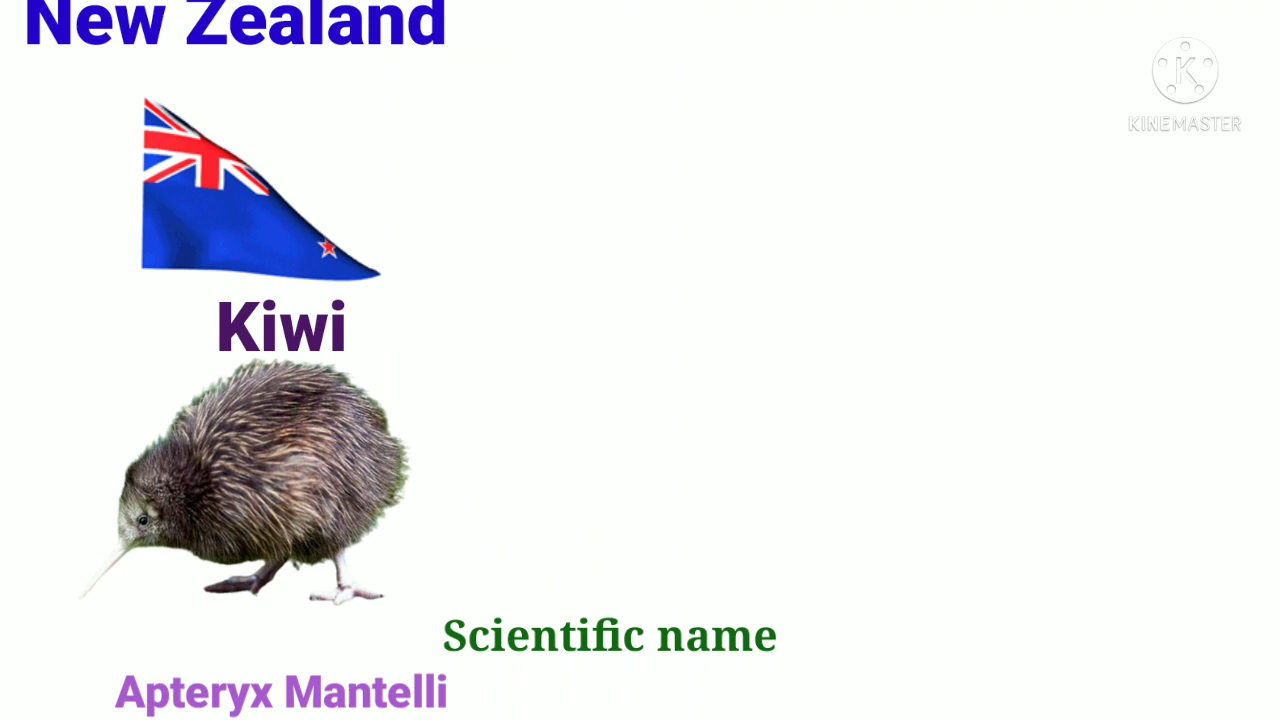 New Zealand
KINEMASTER
Kiwi
Scientific name
Apteryx Mantelli